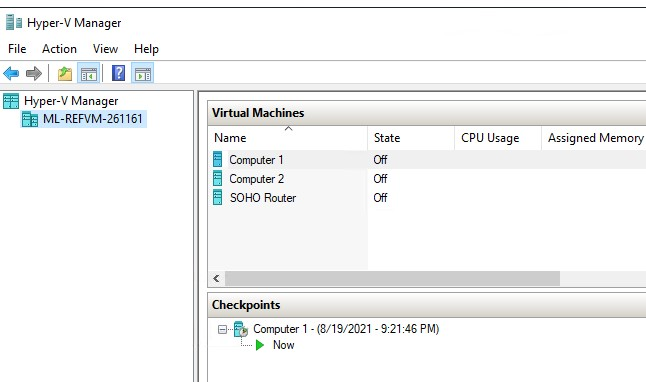 Hyper-V Manager
File Action View Help
Hyper-V Manager
ML-REFVM-261161
Virtual Machines
Name State CPU Usage Assigned Memory
Computer 1 Off
Computer 2 Off
SOHO Router Off
Checkpoints
Computer 1 - (8/19/2021 - 9:21:46 PM)
Now